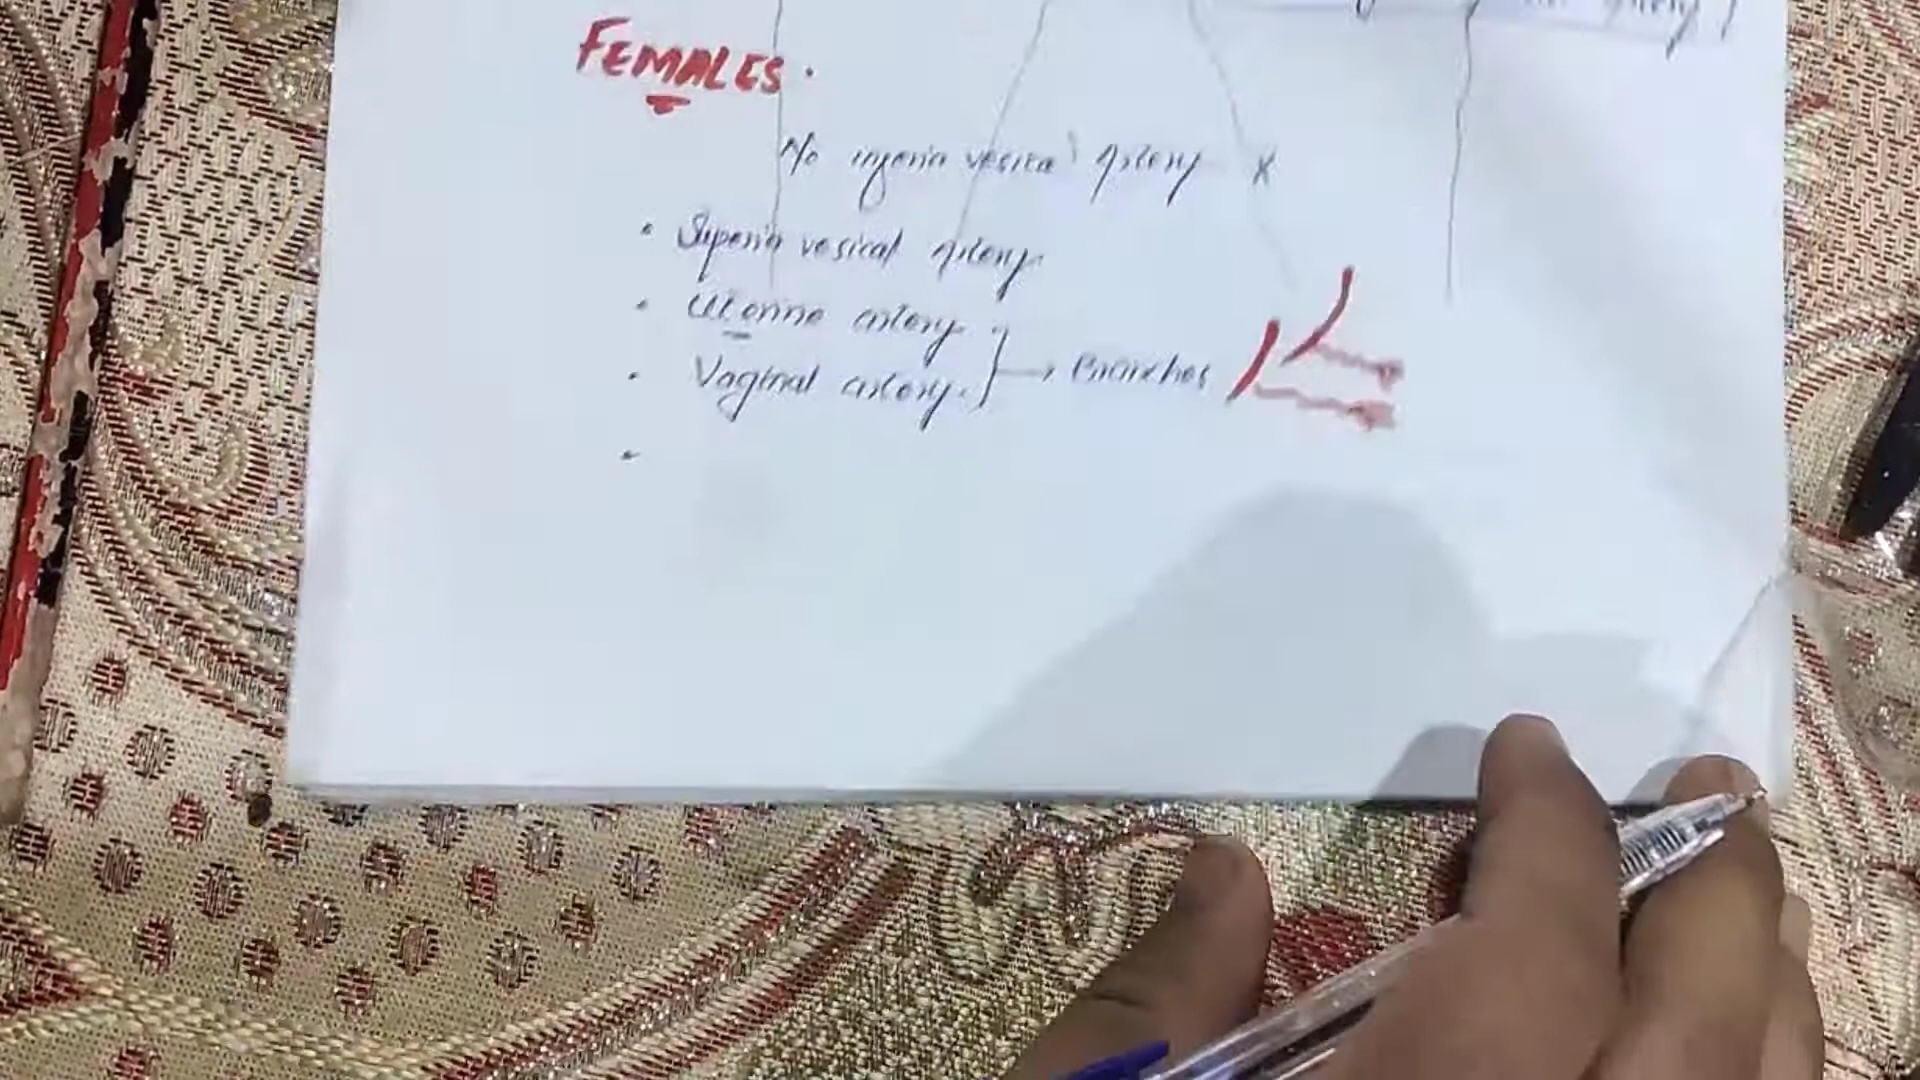 FEMALES.
No inferior vesical artery X
• Superior vesical artery
• Uterine artery
• Vaginal artery. → Branches
•